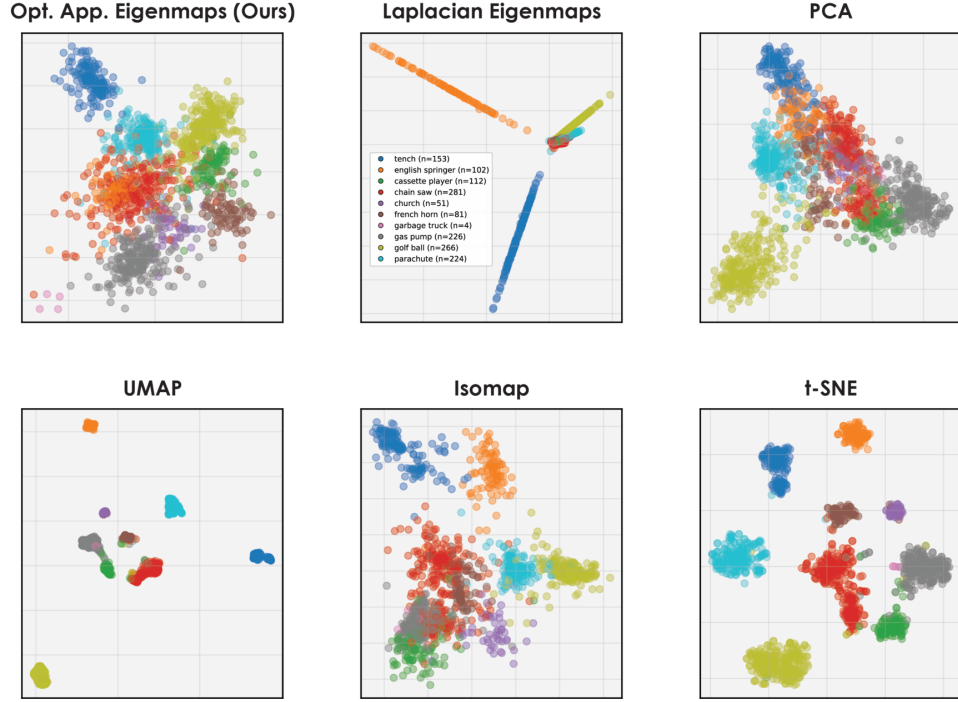 Opt. App. Eigenmaps (Ours)
Laplacian Eigenmaps
PCA
tench (n=153)
english springer (n=102)
cassette player (n=112)
chain saw (n=281)
church (n=51)
french horn (n=81)
garbage truck (n=4)
gas pump (n=226)
golf ball (n=266)
parachute (n=224)
UMAP
Isomap
t-SNE